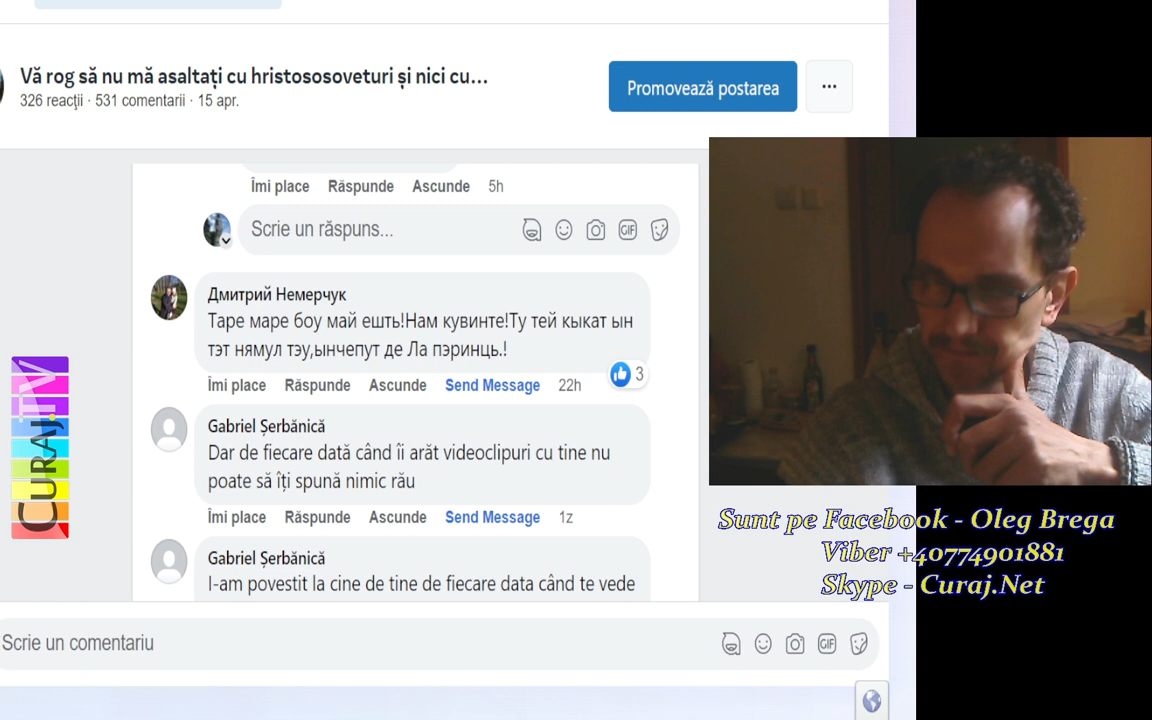 Vă rog să nu mă asaltați cu hristososoveturi și nici cu...
326 reacții · 531 comentarii · 15 apr.
Promovează postarea
Îmi place Răspunde Ascunde 5h
Scrie un răspuns...
GIF
Дмитрий Немерчук
Таре маре боу май ешть!Нам кувинте!Ту тей кыкат ын
тэт нямул тэу,ынчепут де Ла пэринць.!
3
Îmi place Răspunde Ascunde Send Message 22h
Gabriel Șerbănică
Dar de fiecare dată când îi arăt videoclipuri cu tine nu
poate să îți spună nimic rău
Îmi place Răspunde Ascunde Send Message 1z
Gabriel Șerbănică
I-am povestit la cine de tine de fiecare data când te vede
Scrie un comentariu
GIF
CURAJ.TV
Sunt pe Facebook - Oleg Brega
Viber +40774901881
Skype - Curaj.Net